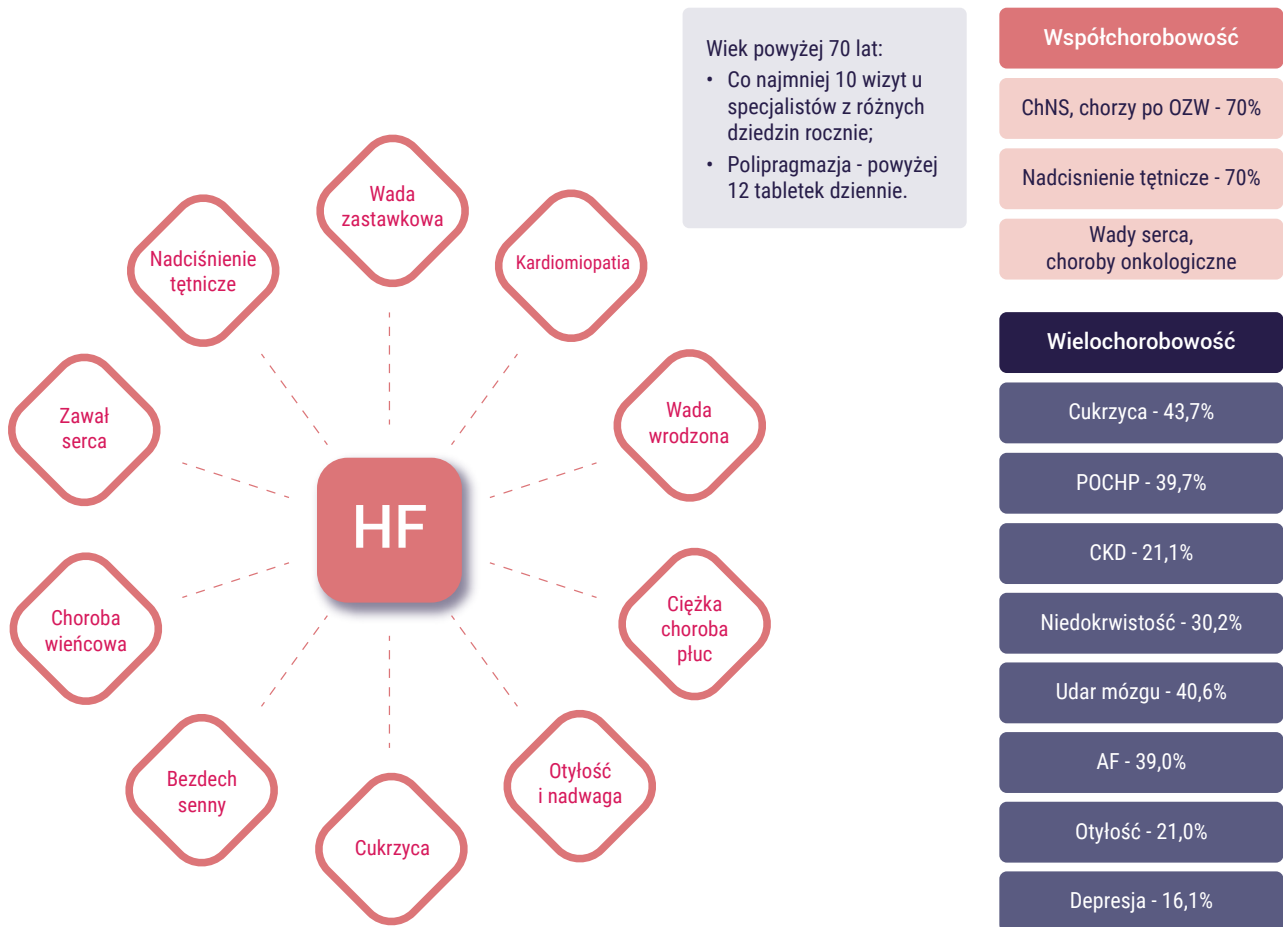 Wiek powyżej 70 lat:
• Co najmniej 10 wizyt u
specjalistów z różnych
dziedzin rocznie;
• Polipragmazja - powyżej
12 tabletek dziennie.
Wada
zastawkowa
Kardiomiopatia
Wada
wrodzona
Ciężka
choroba
płuc
Otyłość
i nadwaga
Cukrzyca
Bezdech
senny
Choroba
wieńcowa
Zawał
serca
Nadciśnienie
tętnicze
HF
Współchorobowość
ChNS, chorzy po OZW - 70%
Nadcisnienie tętnicze - 70%
Wady serca,
choroby onkologiczne
Wielochorobowość
Cukrzyca - 43,7%
POCHP - 39,7%
CKD - 21,1%
Niedokrwistość - 30,2%
Udar mózgu - 40,6%
AF - 39,0%
Otyłość - 21,0%
Depresja - 16,1%